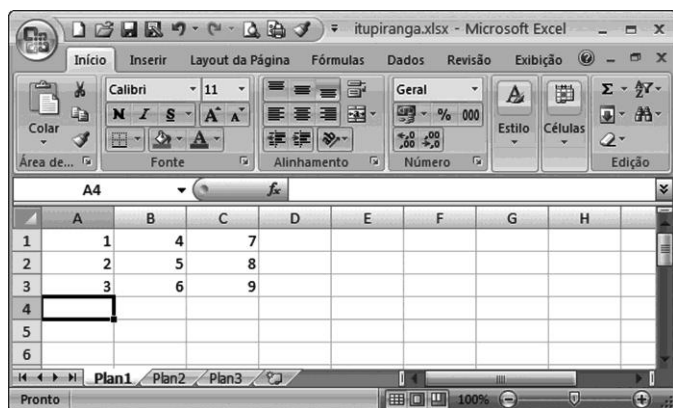 itupiranga.xlsx - Microsoft Excel
Início Inserir Layout da Página Fórmulas Dados Revisão Exibição
Calibri 11 Geral
N I S A A % 000
Colar A Estilo Células
Área de... Fonte Alinhamento Número Edição
A4 fx
A B C D E F G H
1 1 4 7
2 2 5 8
3 3 6 9
4
5
6
Plan1 Plan2 Plan3
Pronto 100%